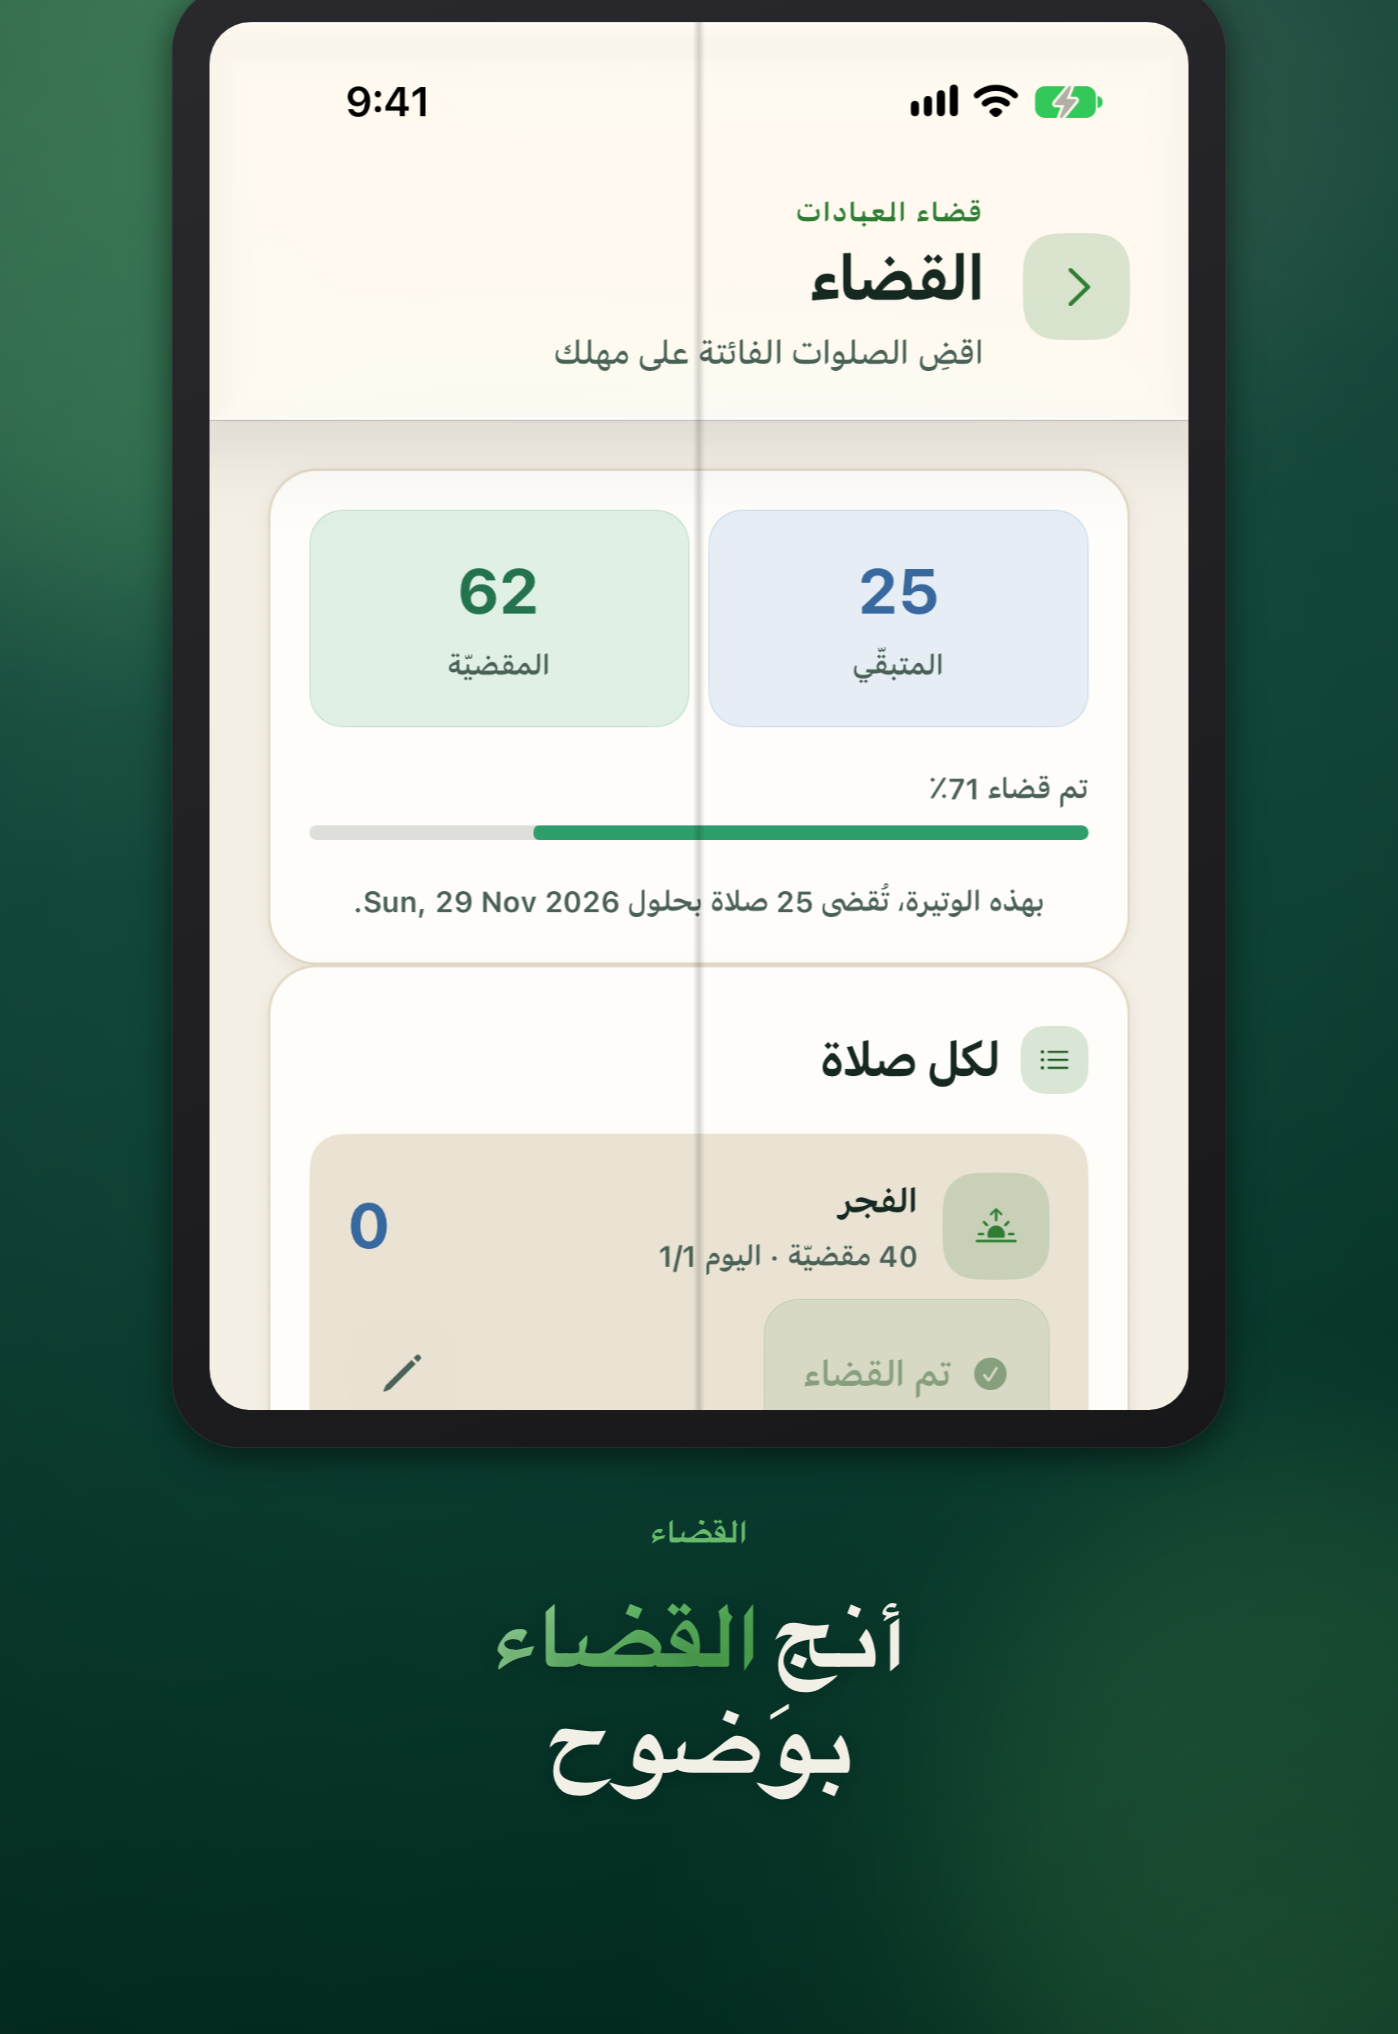 9:41
قضاء العبادات
القضاء
اقضِ الصلوات الفائتة على مهلك
25
المتبقّي
62
المقضيّة
تم قضاء 71٪
بهذه الوتيرة، تُقضى 25 صلاة بحلول Sun, 29 Nov 2026.
لكل صلاة
الفجر
40 مقضيّة · اليوم 1/1
0
تم القضاء
القضاء
أنجِ القضاء
بوَضوح